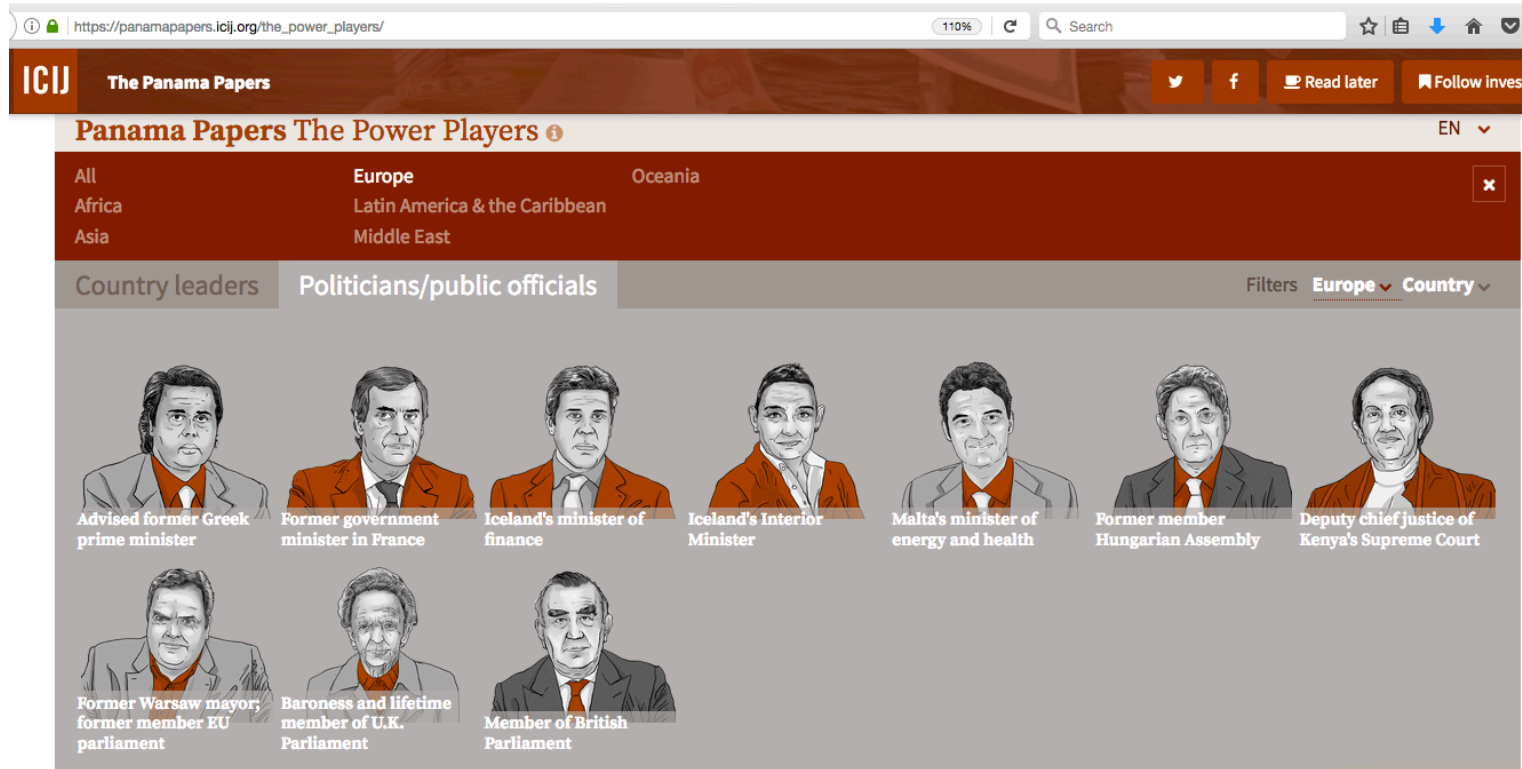 https://panamapapers.icij.org/the_power_players/
110%
Search
ICIJ
The Panama Papers
Read later
Follow inves
Panama Papers The Power Players
EN
All
Europe
Oceania
Africa
Latin America & the Caribbean
Asia
Middle East
Country leaders
Politicians/public officials
Filters
Europe
Country
Advised former Greek
prime minister
Former government
minister in France
Iceland's minister of
finance
Iceland's Interior
Minister
Malta's minister of
energy and health
Former member
Hungarian Assembly
Deputy chief justice of
Kenya's Supreme Court
Former Warsaw mayor;
former member EU
parliament
Baroness and lifetime
member of U.K.
Parliament
Member of British
Parliament